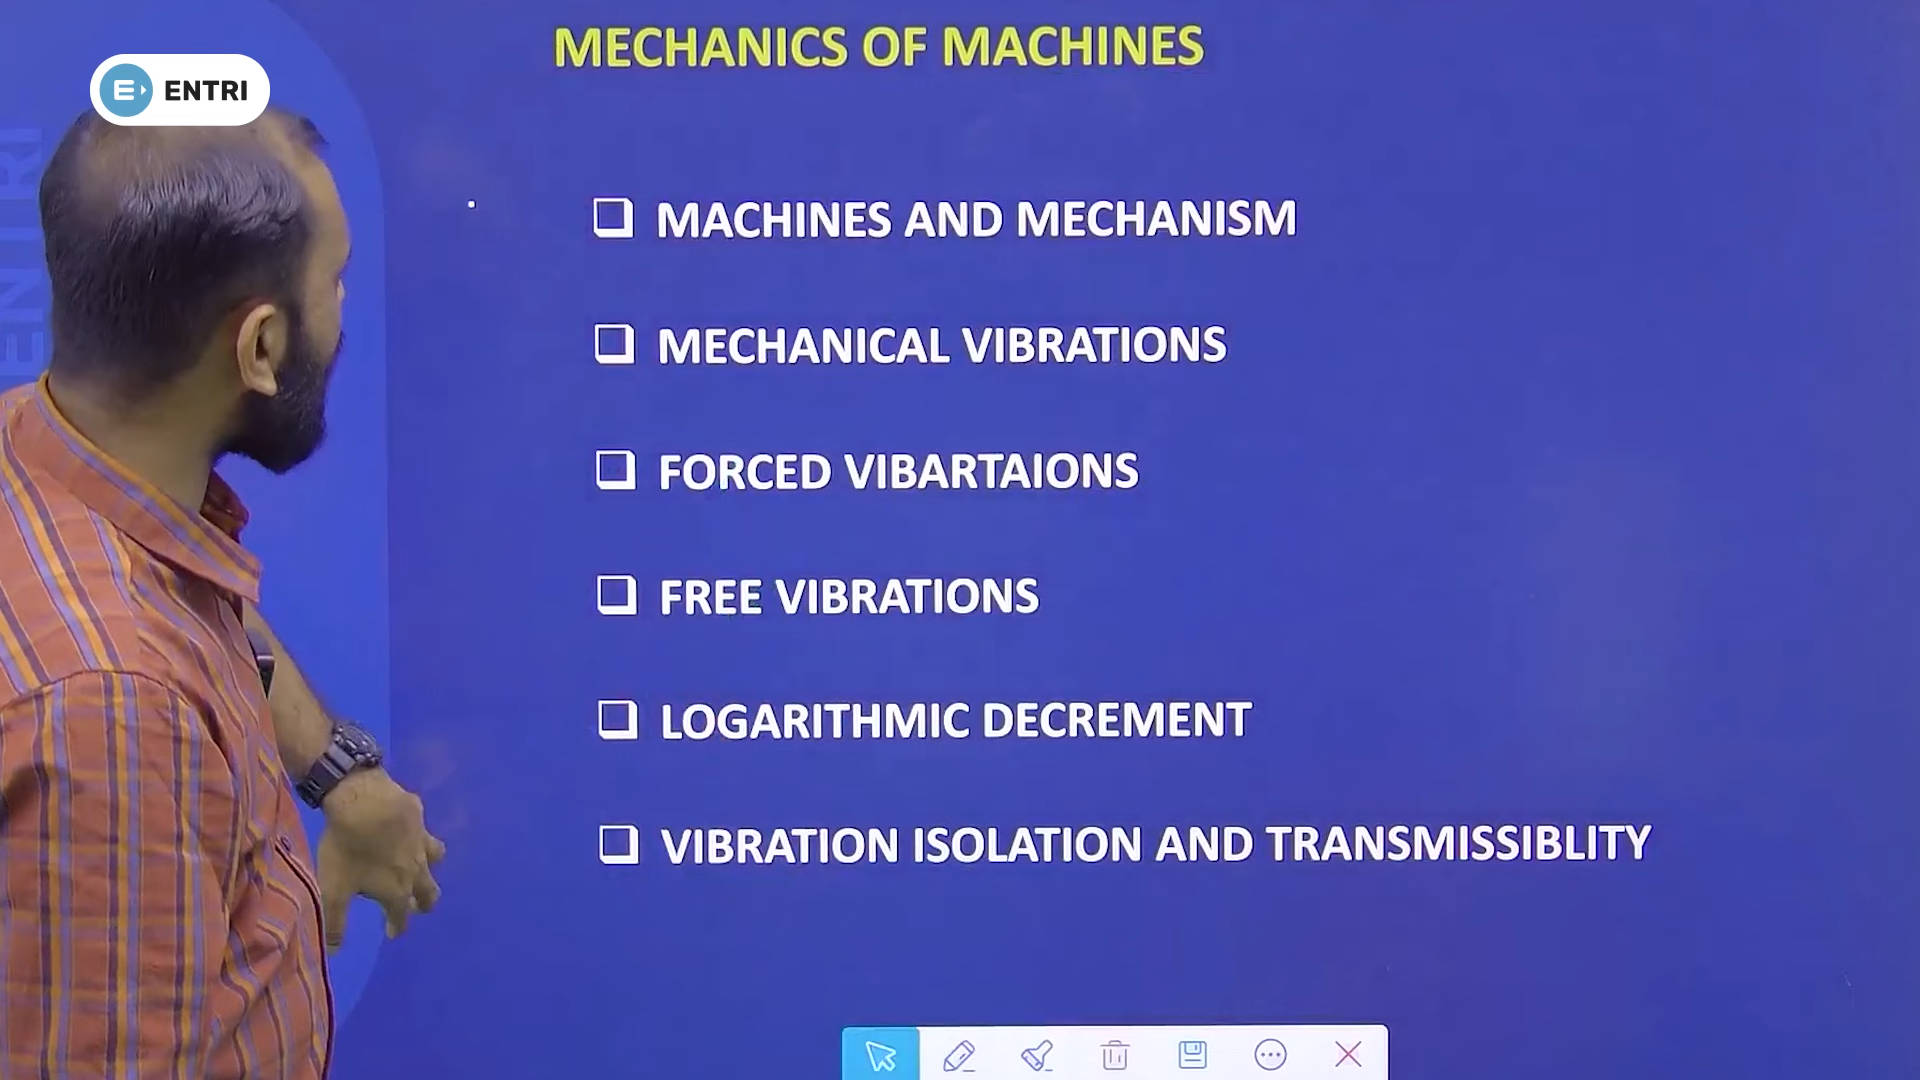 MECHANICS OF MACHINES
ENTRI
ENTRI
MACHINES AND MECHANISM
MECHANICAL VIBRATIONS
FORCED VIBARTAIONS
FREE VIBRATIONS
LOGARITHMIC DECREMENT
VIBRATION ISOLATION AND TRANSMISSIBLITY